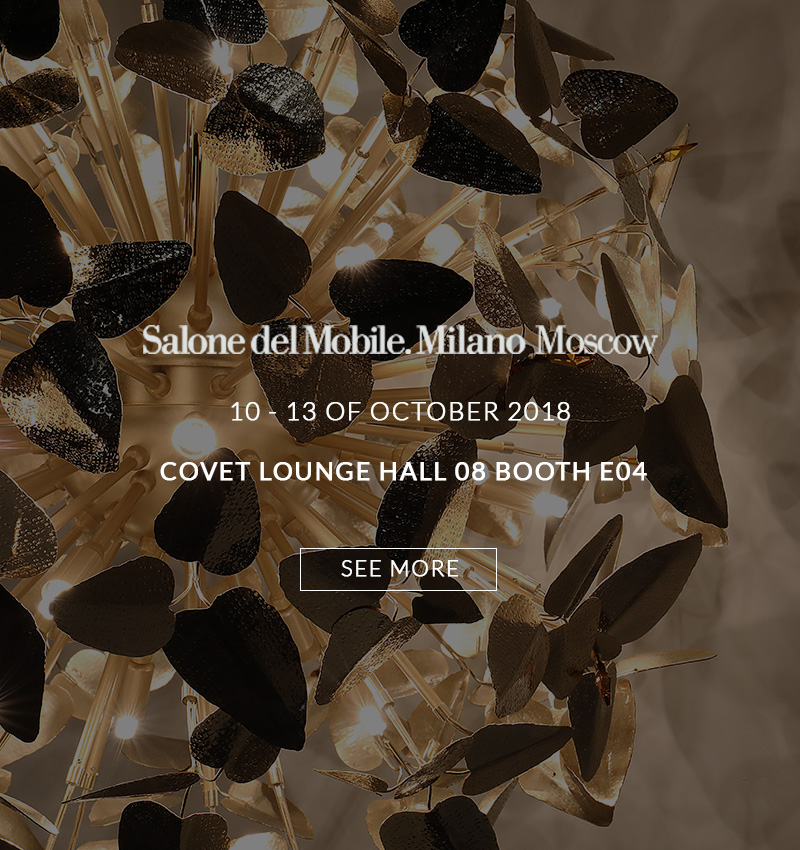 Salone del Mobile. Milano Moscow
10 - 13 OF OCTOBER 2018
COVET LOUNGE HALL 08 BOOTH E04
SEE MORE